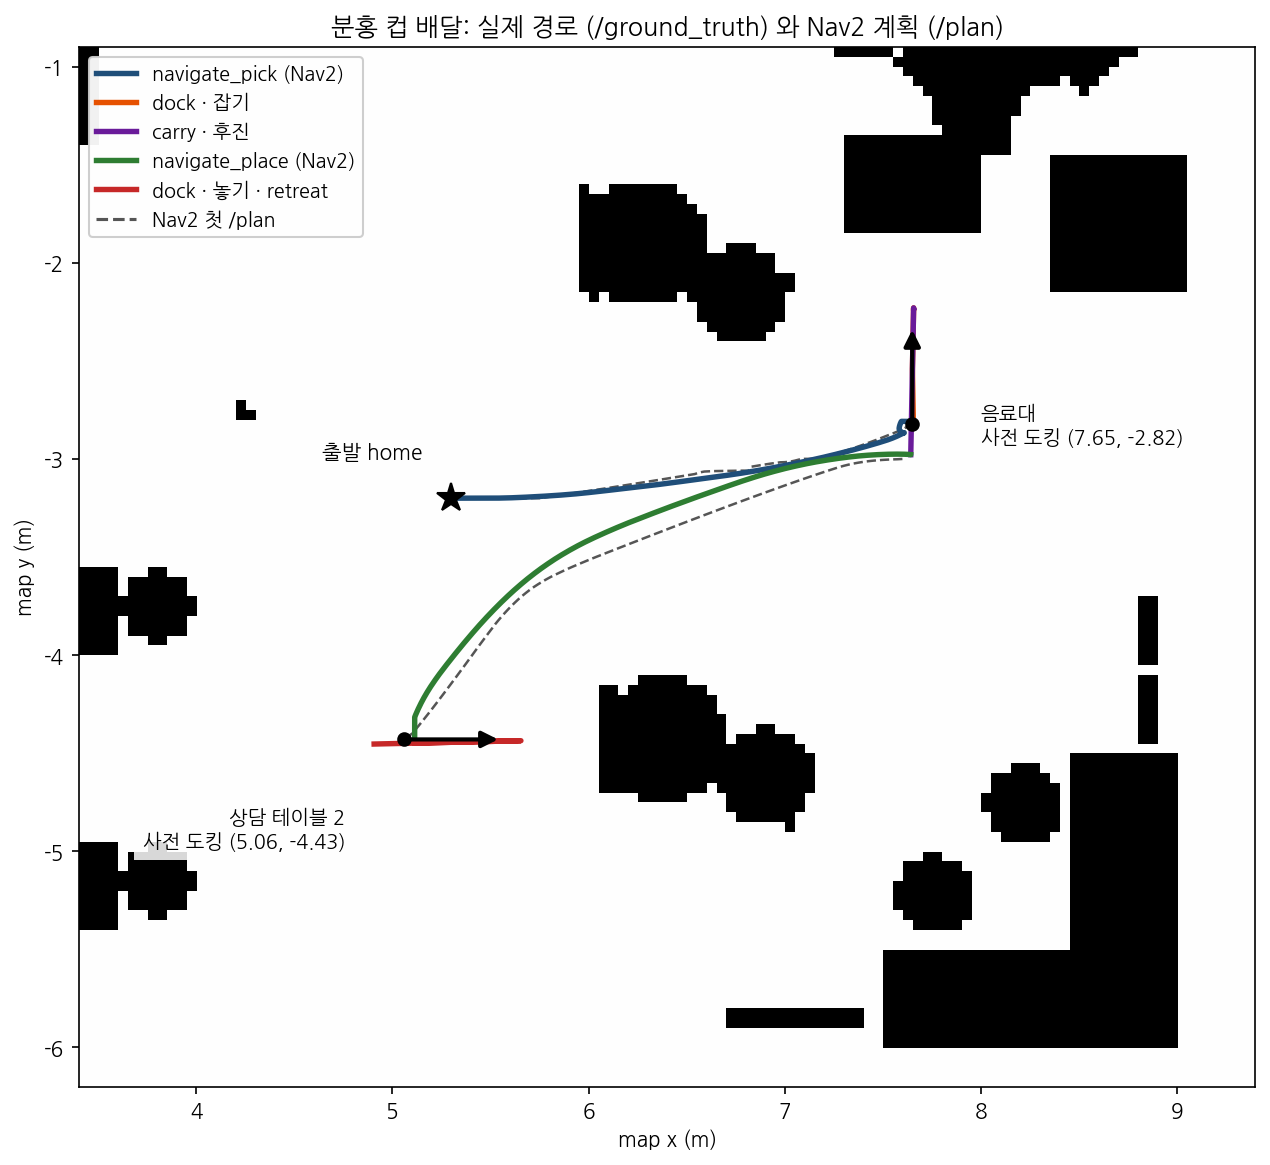 분홍 컵 배달: 실제 경로 (/ground_truth) 와 Nav2 계획 (/plan)
navigate_pick (Nav2)
dock · 잡기
carry · 후진
navigate_place (Nav2)
dock · 놓기 · retreat
Nav2 첫 /plan
-1
-2
-3
-4
-5
-6
map y (m)
출발 home
음료대
사전 도킹 (7.65, -2.82)
상담 테이블 2
사전 도킹 (5.06, -4.43)
4
5
6
7
8
9
map x (m)